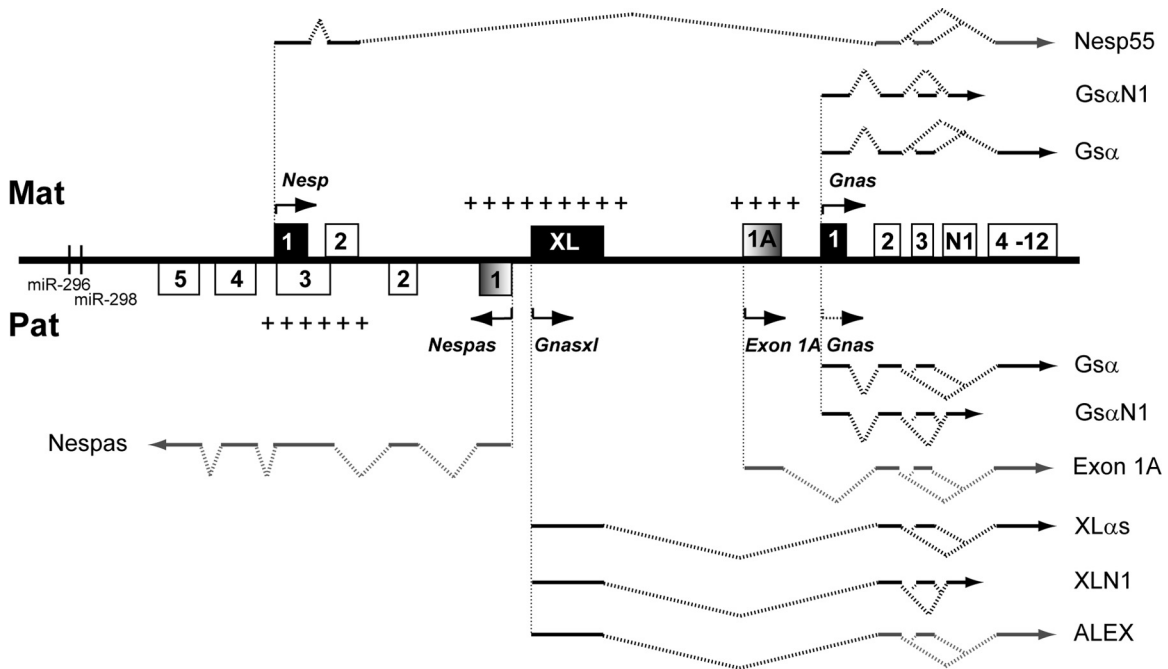 Nesp55
GsαN1
Gsα
Mat
Nesp
+ + + + + + + + +
+ + + +
Gnas
1
2
XL
1A
1
2
3
N1
4 -12
miR-296
miR-298
5
4
3
2
1
Pat
+ + + + + +
Nespas
Gnasxl
Exon 1A
Gnas
Gsα
GsαN1
Nespas
Exon 1A
XLαs
XLN1
ALEX